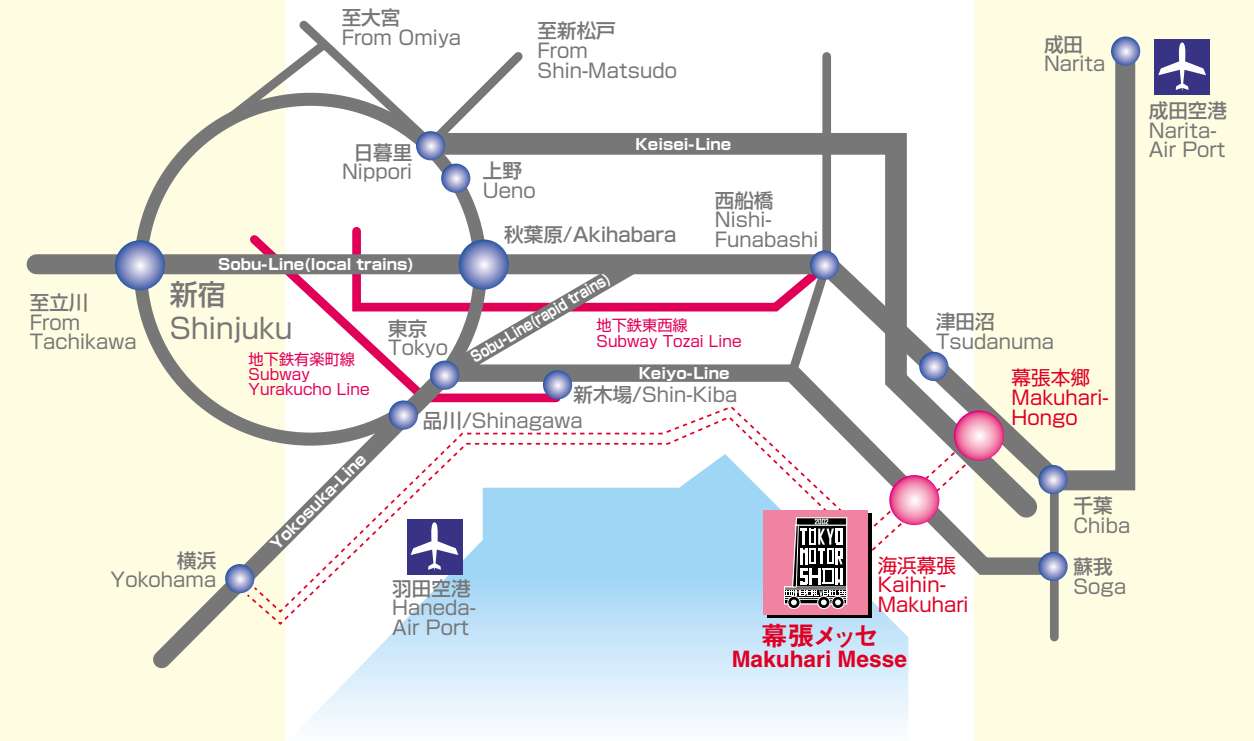 至大宮
From Omiya
至新松戸
From
Shin-Matsudo
成田
Narita
成田空港
Narita-
Air Port
日暮里
Nippori
Keisei-Line
上野
Ueno
西船橋
Nishi-
Funabashi
秋葉原/Akihabara
Sobu-Line(local trains)
新宿
Shinjuku
至立川
From
Tachikawa
東京
Tokyo
Sobu-Line(rapid trains)
地下鉄東西線
Subway Tozai Line
地下鉄有楽町線
Subway
Yurakucho Line
津田沼
Tsudanuma
Keiyo-Line
新木場/Shin-Kiba
幕張本郷
Makuhari-
Hongo
品川/Shinagawa
Yokosuka-Line
千葉
Chiba
横浜
Yokohama
羽田空港
Haneda-
Air Port
2002
TOKYO
MOTOR
SHOW
海浜幕張
Kaihin-
Makuhari
蘇我
Soga
幕張メッセ
Makuhari Messe